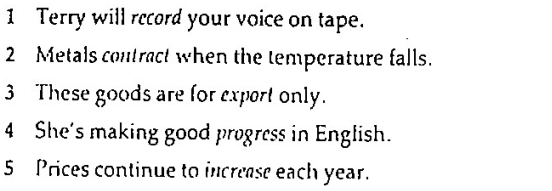 1 Terry will record your voice on tape.
2 Metals contract when the temperature falls.
3 These goods are for export only.
4 She's making good progress in English.
5 Prices continue to increase each year.